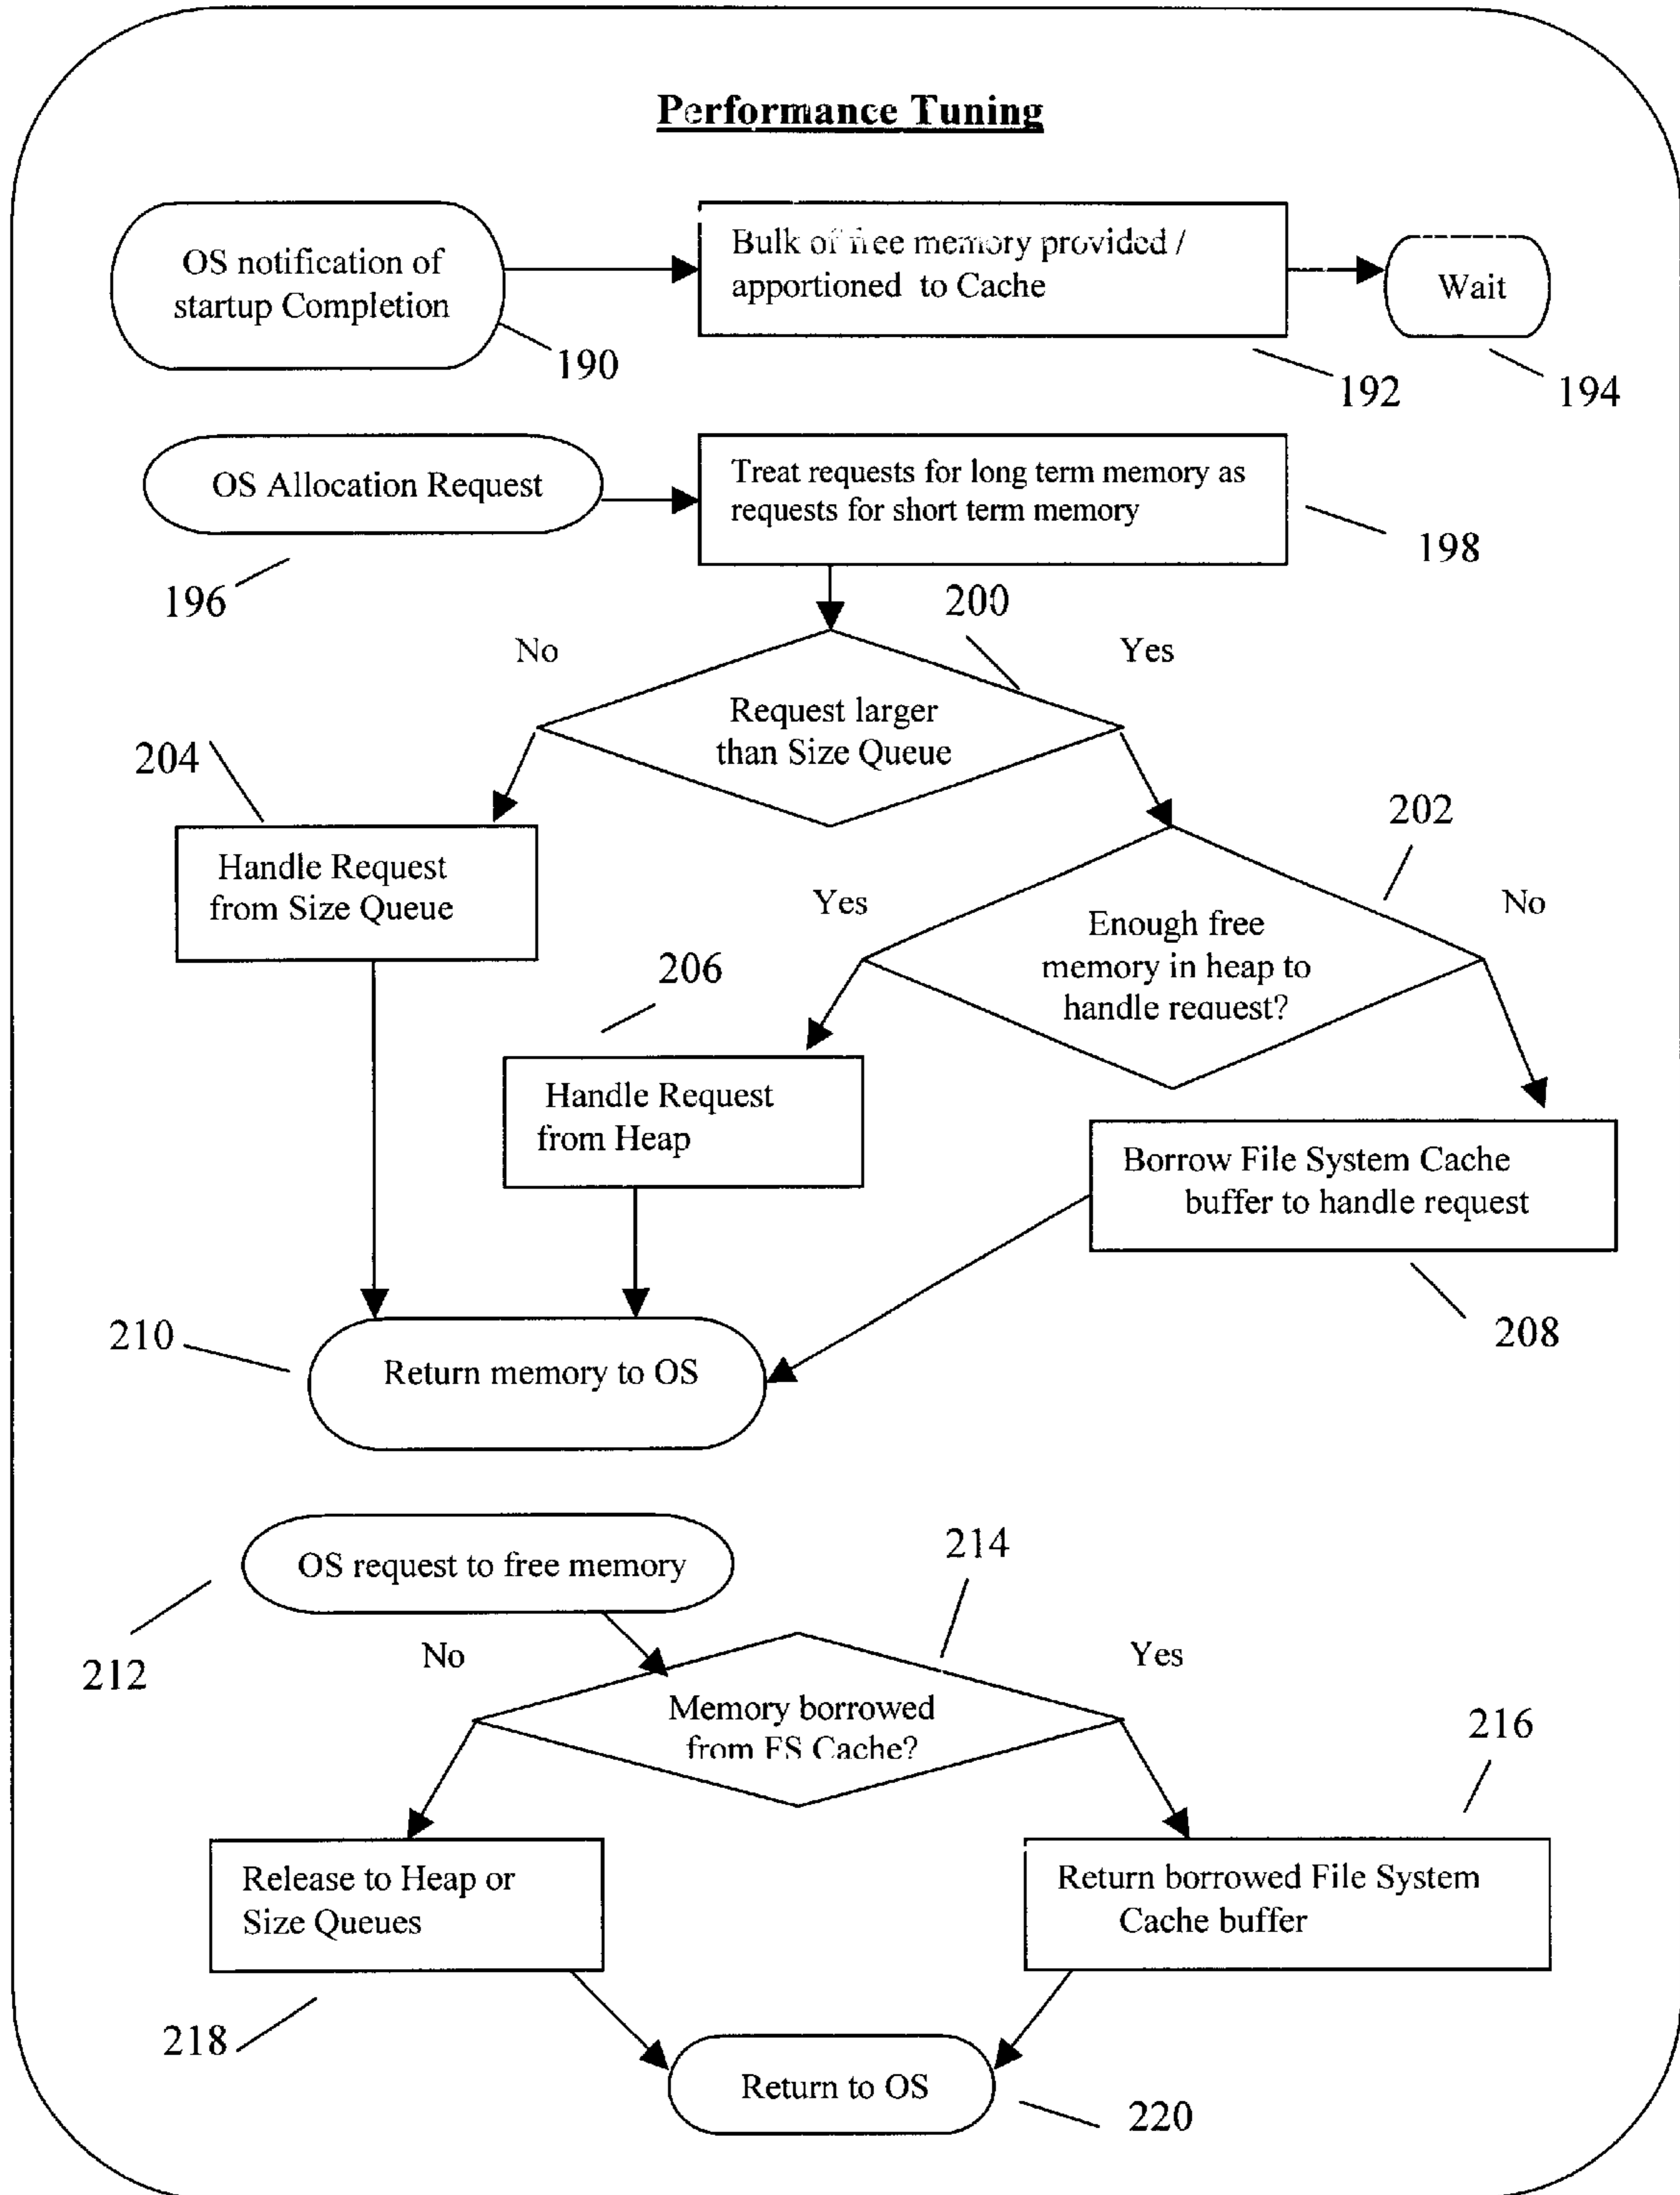 Performance Tuning
OS notification of
startup Completion
190
Bulk of free memory provided /
apportioned to Cache
192
Wait
194
OS Allocation Request
196
Treat requests for long term memory as
requests for short term memory
198
200
No
Yes
Request larger
than Size Queue
204
Handle Request
from Size Queue
202
Yes
No
Enough free
memory in heap to
handle request?
206
Handle Request
from Heap
Borrow File System Cache
buffer to handle request
208
210
Return memory to OS
OS request to free memory
212
214
No
Yes
Memory borrowed
from FS Cache?
216
Release to Heap or
Size Queues
218
Return borrowed File System
Cache buffer
Return to OS
220